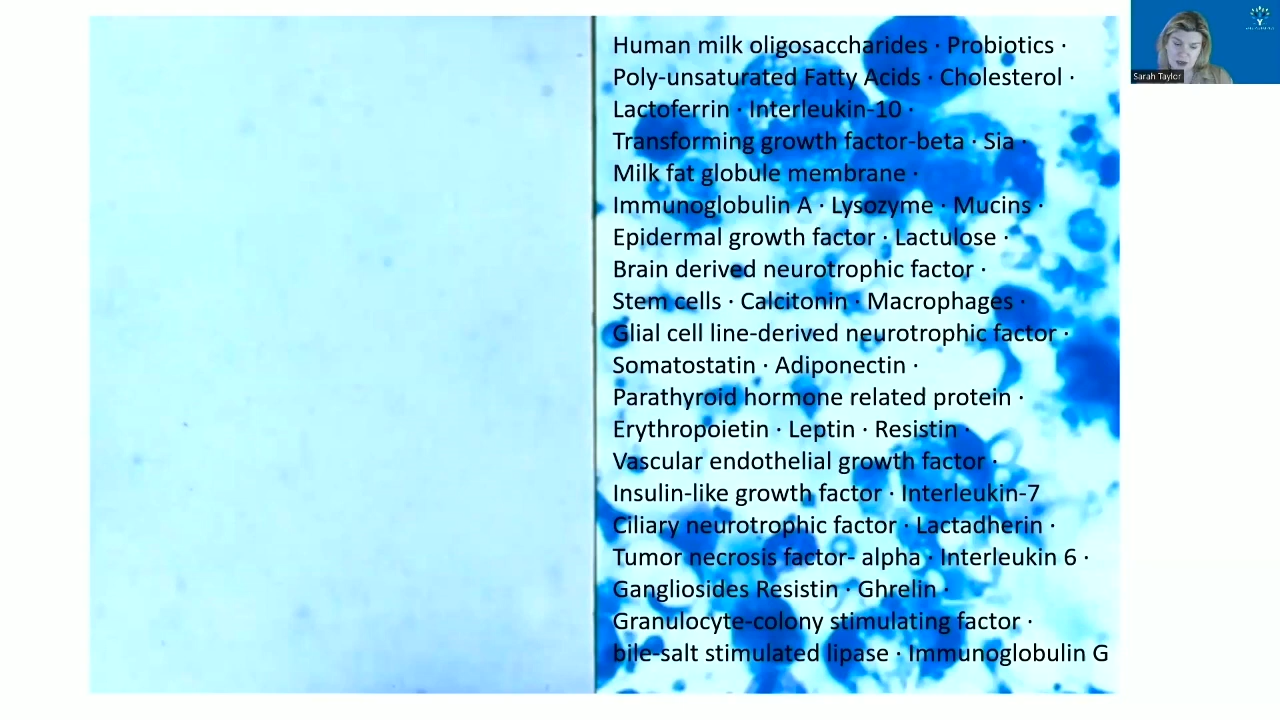 Human milk oligosaccharides · Probiotics ·
Poly-unsaturated Fatty Acids · Cholesterol ·
Lactoferrin · Interleukin-10 ·
Transforming growth factor-beta · Sia ·
Milk fat globule membrane ·
Immunoglobulin A · Lysozyme · Mucins ·
Epidermal growth factor · Lactulose ·
Brain derived neurotrophic factor ·
Stem cells · Calcitonin · Macrophages ·
Glial cell line-derived neurotrophic factor ·
Somatostatin · Adiponectin ·
Parathyroid hormone related protein ·
Erythropoietin · Leptin · Resistin ·
Vascular endothelial growth factor ·
Insulin-like growth factor · Interleukin-7
Ciliary neurotrophic factor · Lactadherin ·
Tumor necrosis factor- alpha · Interleukin 6 ·
Gangliosides Resistin · Ghrelin ·
Granulocyte-colony stimulating factor ·
bile-salt stimulated lipase · Immunoglobulin G
Sarah Taylor